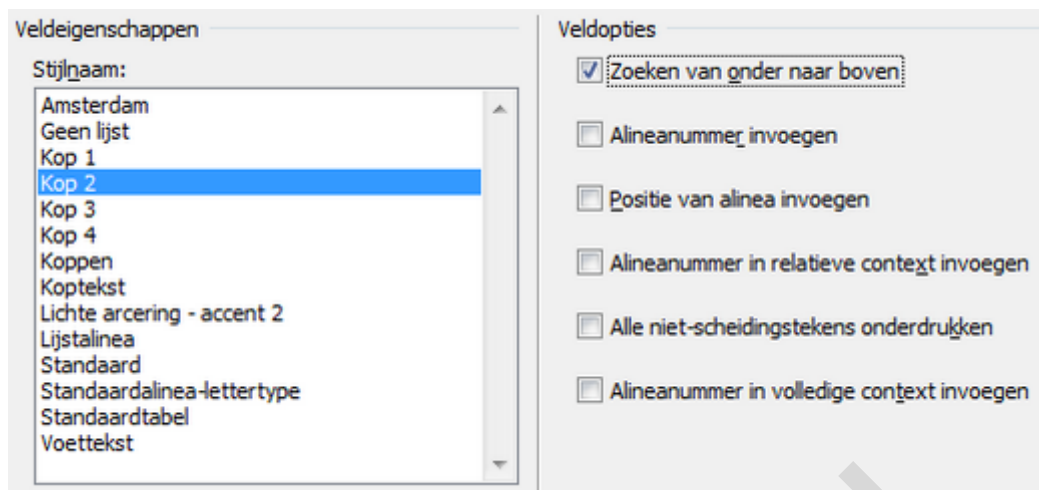 Veldeigenschappen
Stijlnaam:
Amsterdam
Geen lijst
Kop 1
Kop 2
Kop 3
Kop 4
Koppen
Koptekst
Lichte arcering - accent 2
Lijstalinea
Standaard
Standaardalinea-lettertype
Standaardtabel
Voettekst
Veldopties
Zoeken van onder naar boven
Alineanummer invoegen
Positie van alinea invoegen
Alineanummer in relatieve context invoegen
Alle niet-scheidingstekens onderdrukken
Alineanummer in volledige context invoegen